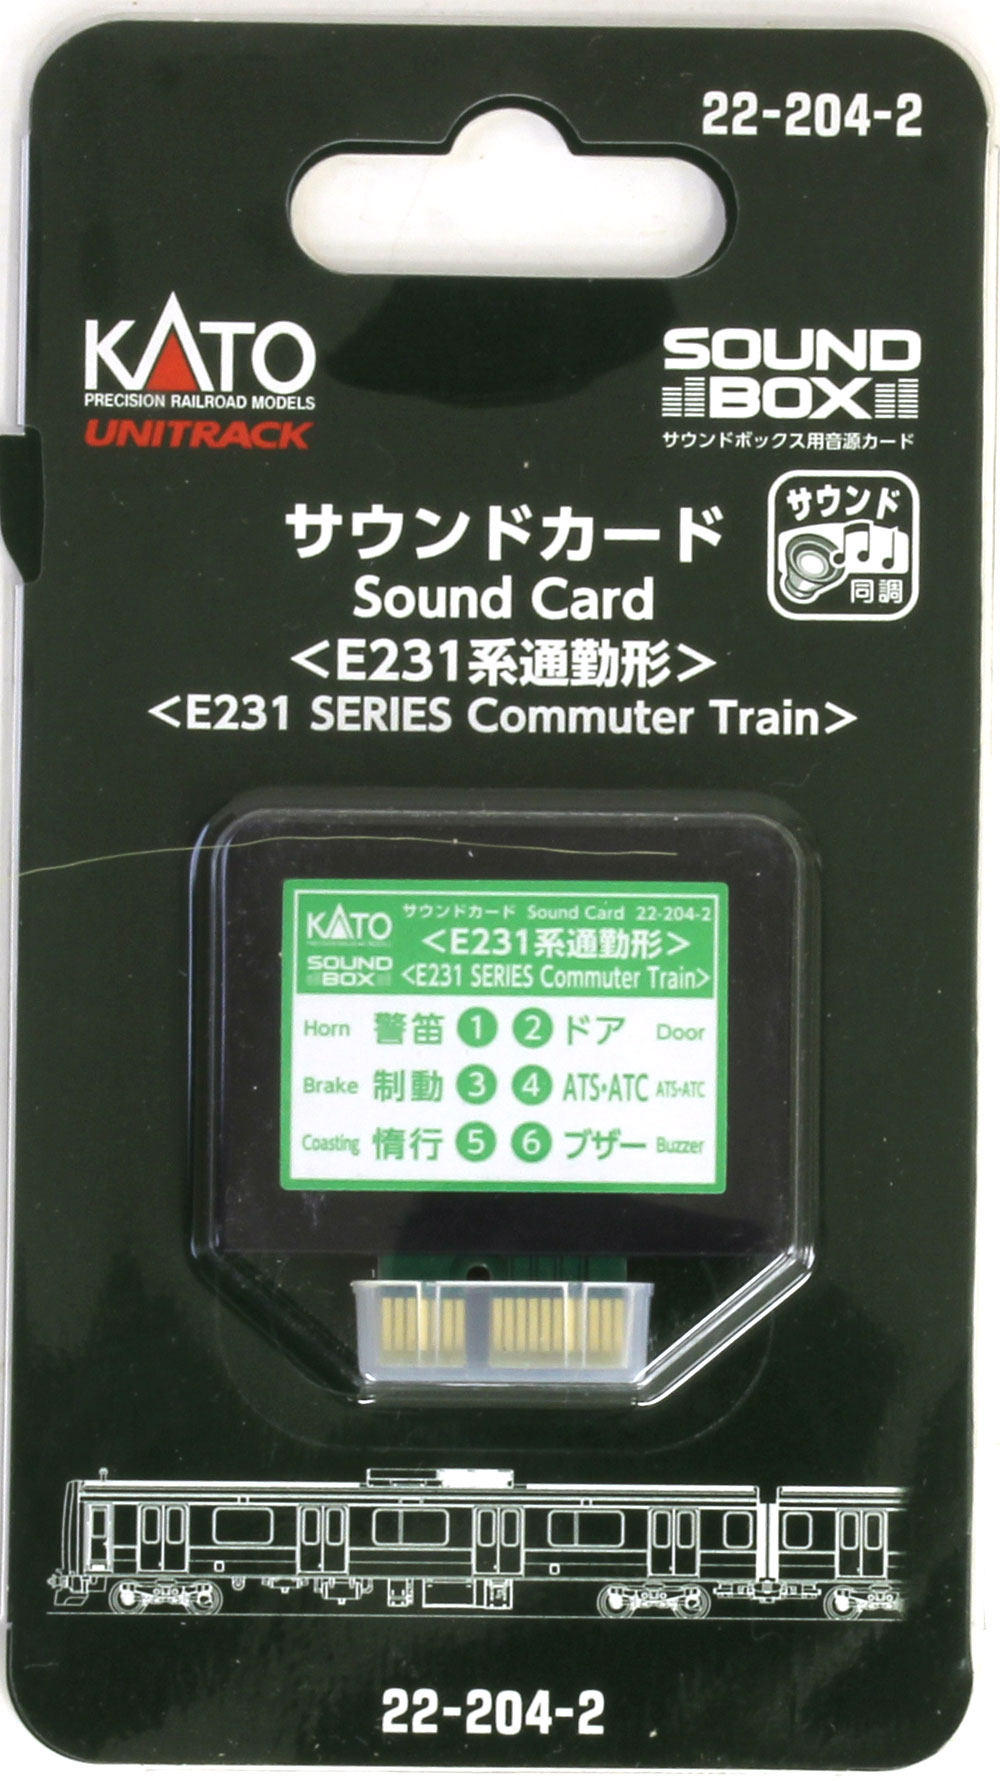 22-204-2
KATO
PRECISION RAILROAD MODELS
UNITRACK
SOUND
BOX
サウンドボックス用音源カード
サウンド
同調
サウンドカード
Sound Card
<E231系通勤形>
<E231 SERIES Commuter Train>
KATO
PRECISION RAILROAD MODELS
SOUND
BOX
サウンドカード Sound Card 22-204-2
<E231系通勤形>
<E231 SERIES Commuter Train>
Horn 警笛 1 2 ドア Door
Brake 制動 3 4 ATS・ATC ATS・ATC
Coasting 惰行 5 6 ブザー Buzzer
22-204-2